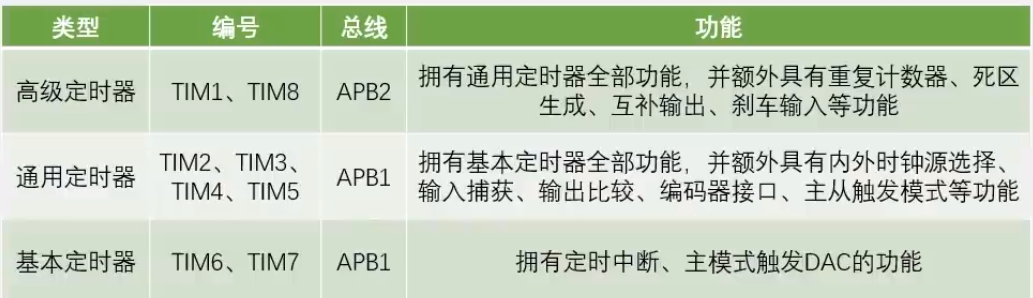 类型 编号 总线 功能
高级定时器 TIM1、TIM8 APB2 拥有通用定时器全部功能，并额外具有重复计数器、死区
生成、互补输出、刹车输入等功能
通用定时器 TIM2、TIM3、
TIM4、TIM5 APB1 拥有基本定时器全部功能，并额外具有内外时钟源选择、
输入捕获、输出比较、编码器接口、主从触发模式等功能
基本定时器 TIM6、TIM7 APB1 拥有定时中断、主模式触发DAC的功能